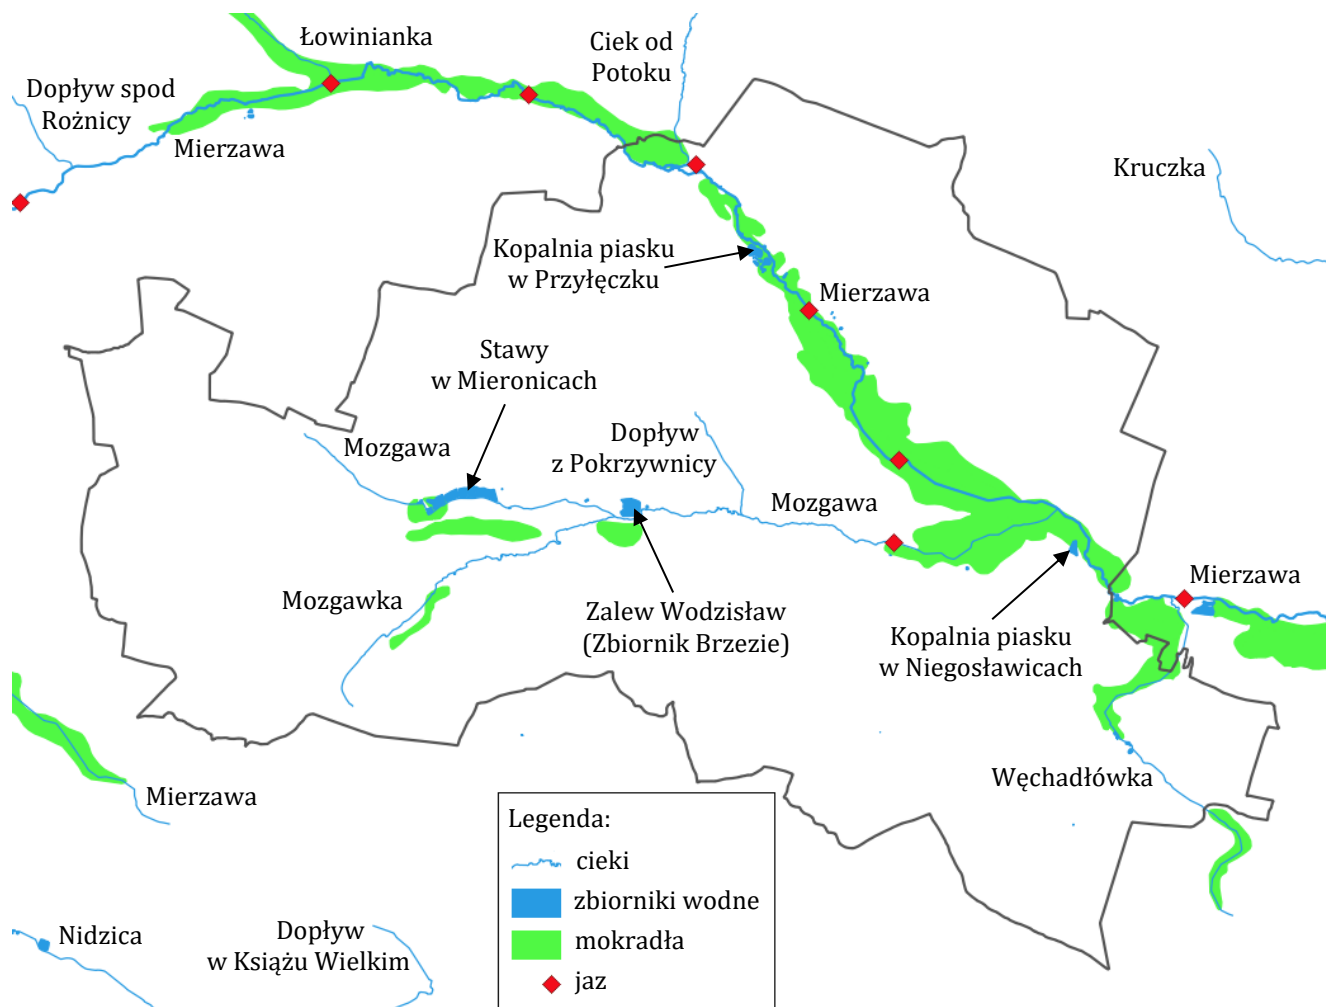 Łowinianka
Ciek od
Potoku
Dopływ spod
Rożnicy
Mierzawa
Kruczka
Kopalnia piasku
w Przyłęczku
Mierzawa
Stawy
w Mieronicach
Mozgawa
Dopływ
z Pokrzywnicy
Mozgawa
Mozgawka
Zalew Wodzisław
(Zbiornik Brzezie)
Kopalnia piasku
w Niegosławicach
Mierzawa
Węchadłówka
Mierzawa
Nidzica
Dopływ
w Książu Wielkim
Legenda:
cieki
zbiorniki wodne
mokradła
jaz